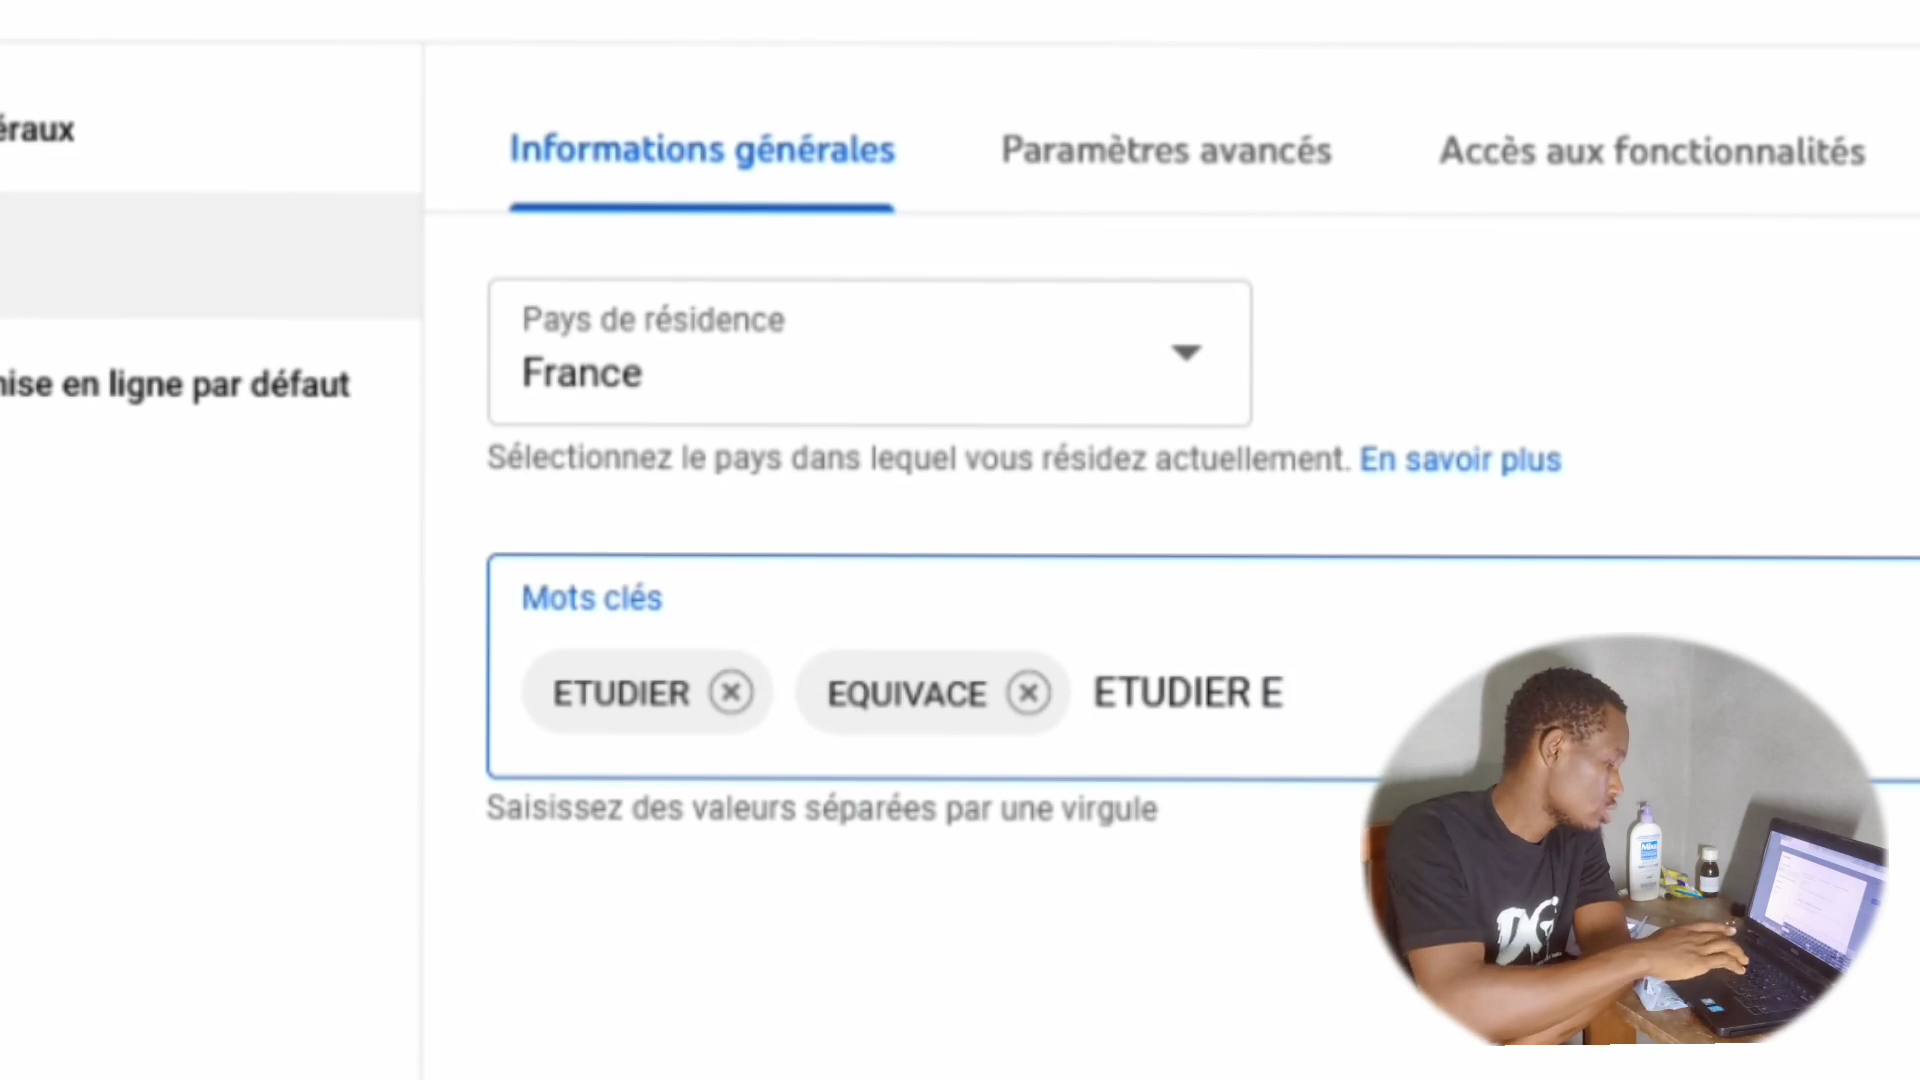 éraux
Informations générales
Paramètres avancés
Accès aux fonctionnalités
mise en ligne par défaut
Pays de résidence
France
Sélectionnez le pays dans lequel vous résidez actuellement. En savoir plus
Mots clés
ETUDIER
EQUIVACE
ETUDIER E
Saisissez des valeurs séparées par une virgule
Mixa